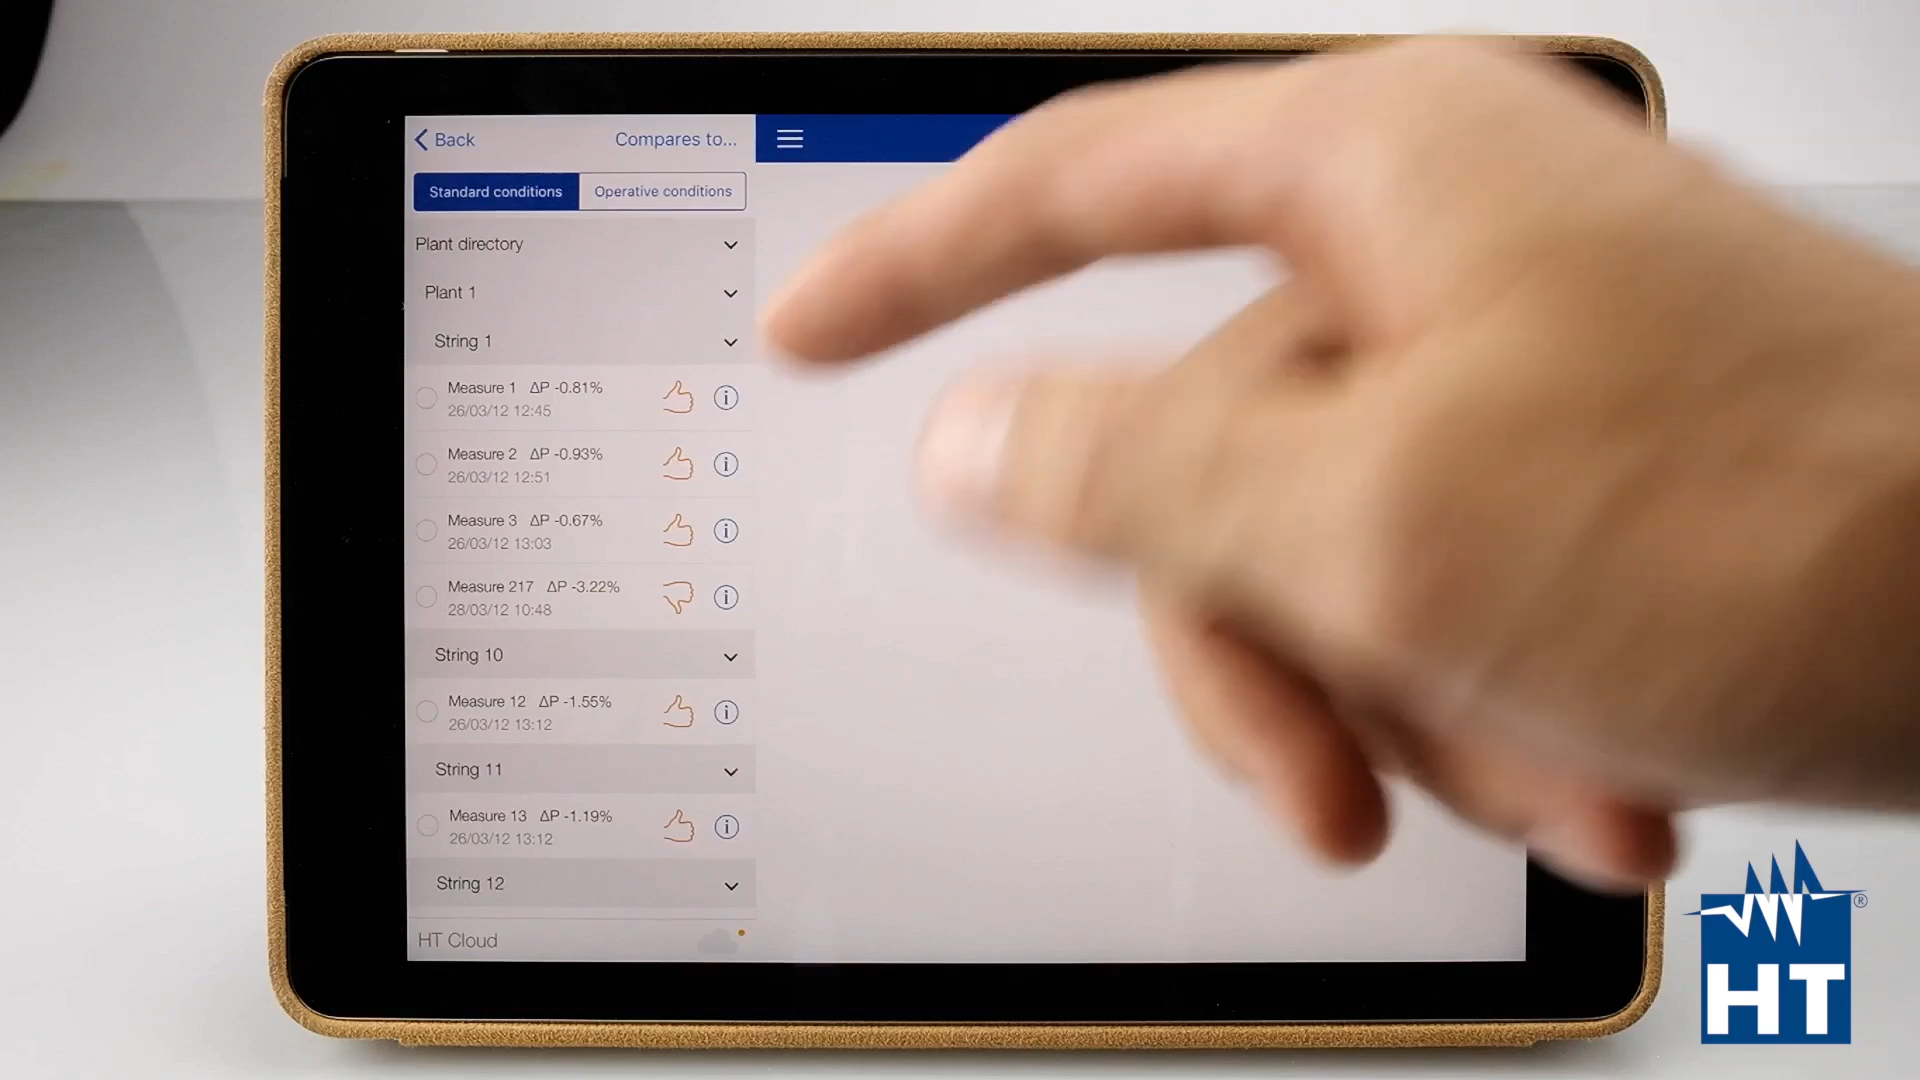 Back
Compares to...
Standard conditions
Operative conditions
Plant directory
Plant 1
String 1
Measure 1 ΔP -0.81%
26/03/12 12:45
Measure 2 ΔP -0.93%
26/03/12 12:51
Measure 3 ΔP -0.67%
26/03/12 13:03
Measure 217 ΔP -3.22%
28/03/12 10:48
String 10
Measure 12 ΔP -1.55%
26/03/12 13:12
String 11
Measure 13 ΔP -1.19%
26/03/12 13:12
String 12
HT Cloud
HT
®